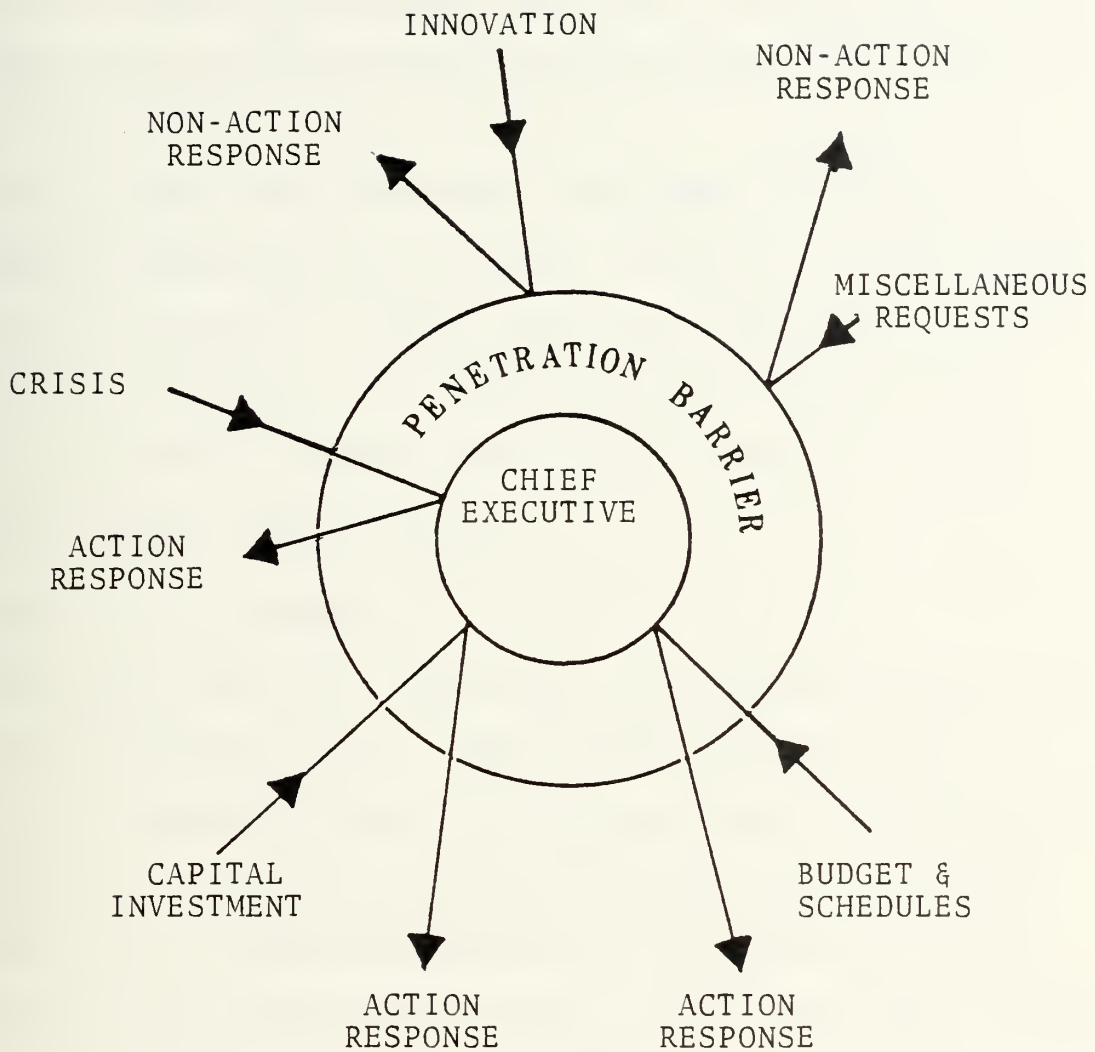 INNOVATION
NON-ACTION
RESPONSE
NON-ACTION
RESPONSE
MISCELLANEOUS
REQUESTS
PENETRATION BARRIER
CRISIS
CHIEF
EXECUTIVE
ACTION
RESPONSE
CAPITAL
INVESTMENT
BUDGET &
SCHEDULES
ACTION
RESPONSE
ACTION
RESPONSE